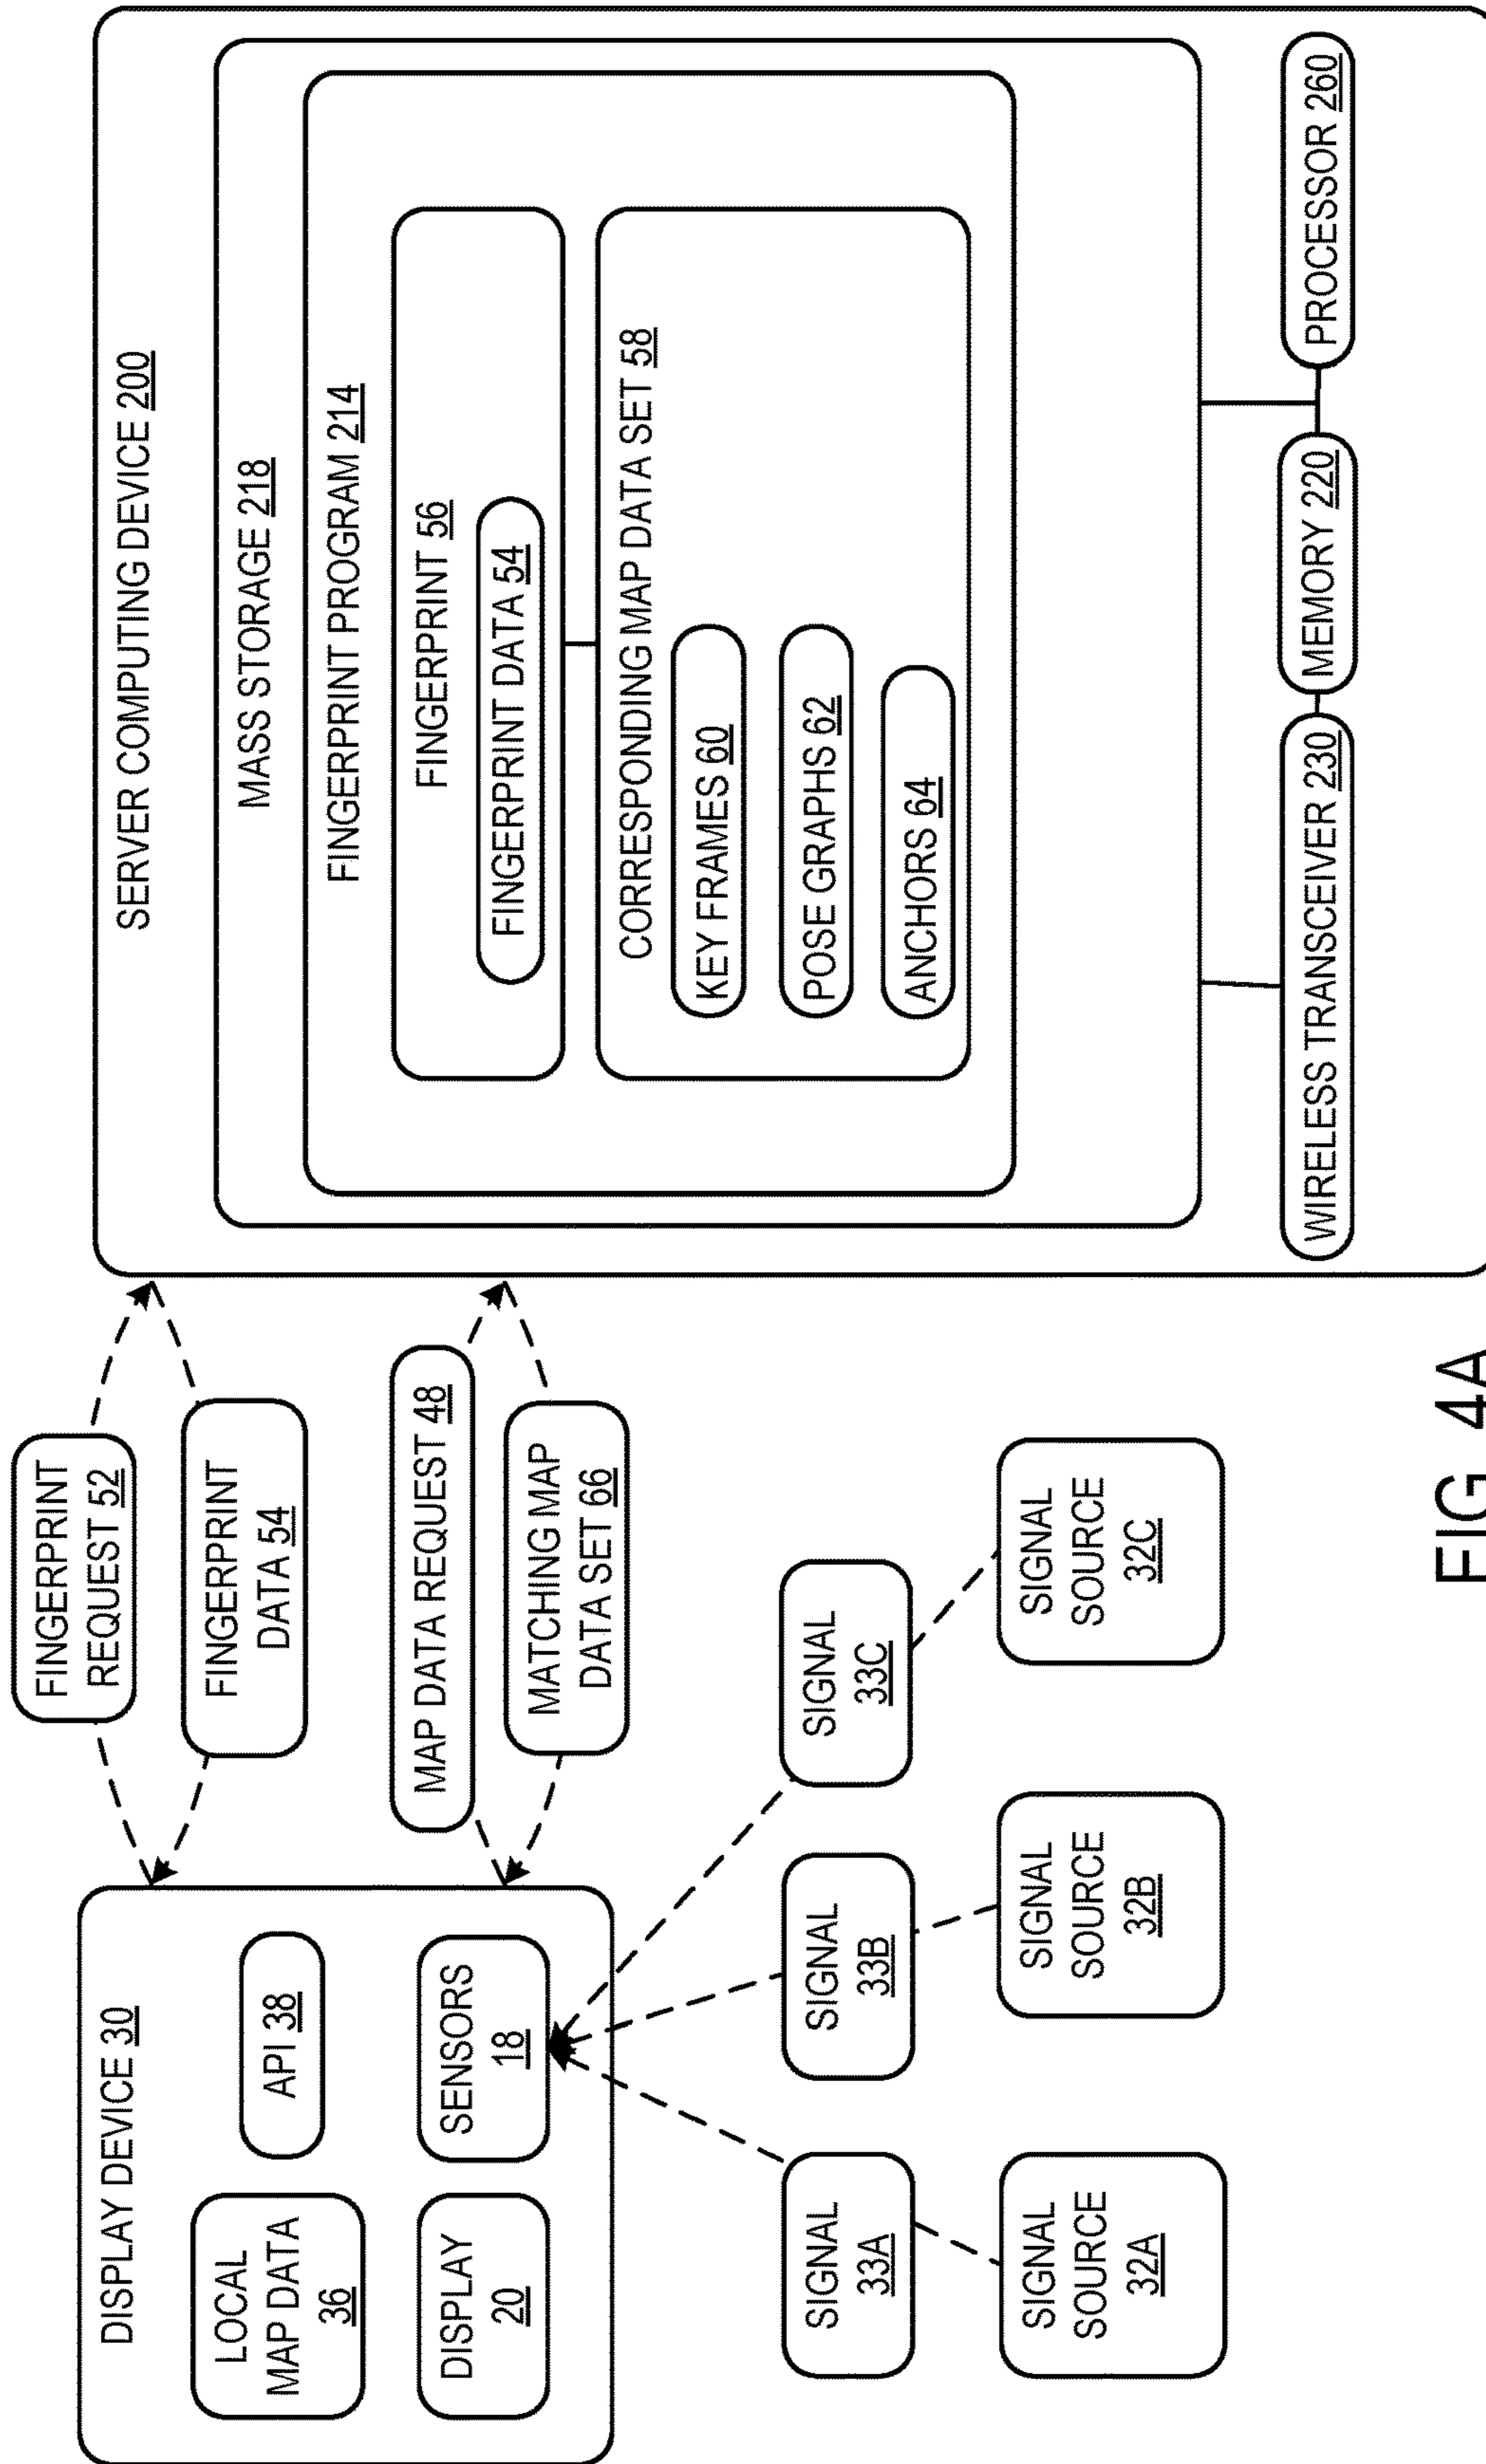 DISPLAY DEVICE 30
LOCAL
MAP DATA
36
API 38
DISPLAY
20
SENSORS
18
FINGERPRINT
REQUEST 52
FINGERPRINT
DATA 54
MAP DATA REQUEST 48
MATCHING MAP
DATA SET 66
SIGNAL
33A
SIGNAL
33B
SIGNAL
33C
SIGNAL
SOURCE
32A
SIGNAL
SOURCE
32B
SIGNAL
SOURCE
32C
SERVER COMPUTING DEVICE 200
MASS STORAGE 218
FINGERPRINT PROGRAM 214
FINGERPRINT 56
FINGERPRINT DATA 54
CORRESPONDING MAP DATA SET 58
KEY FRAMES 60
POSE GRAPHS 62
ANCHORS 64
WIRELESS TRANSCEIVER 230
MEMORY 220
PROCESSOR 260
FIG. 4A